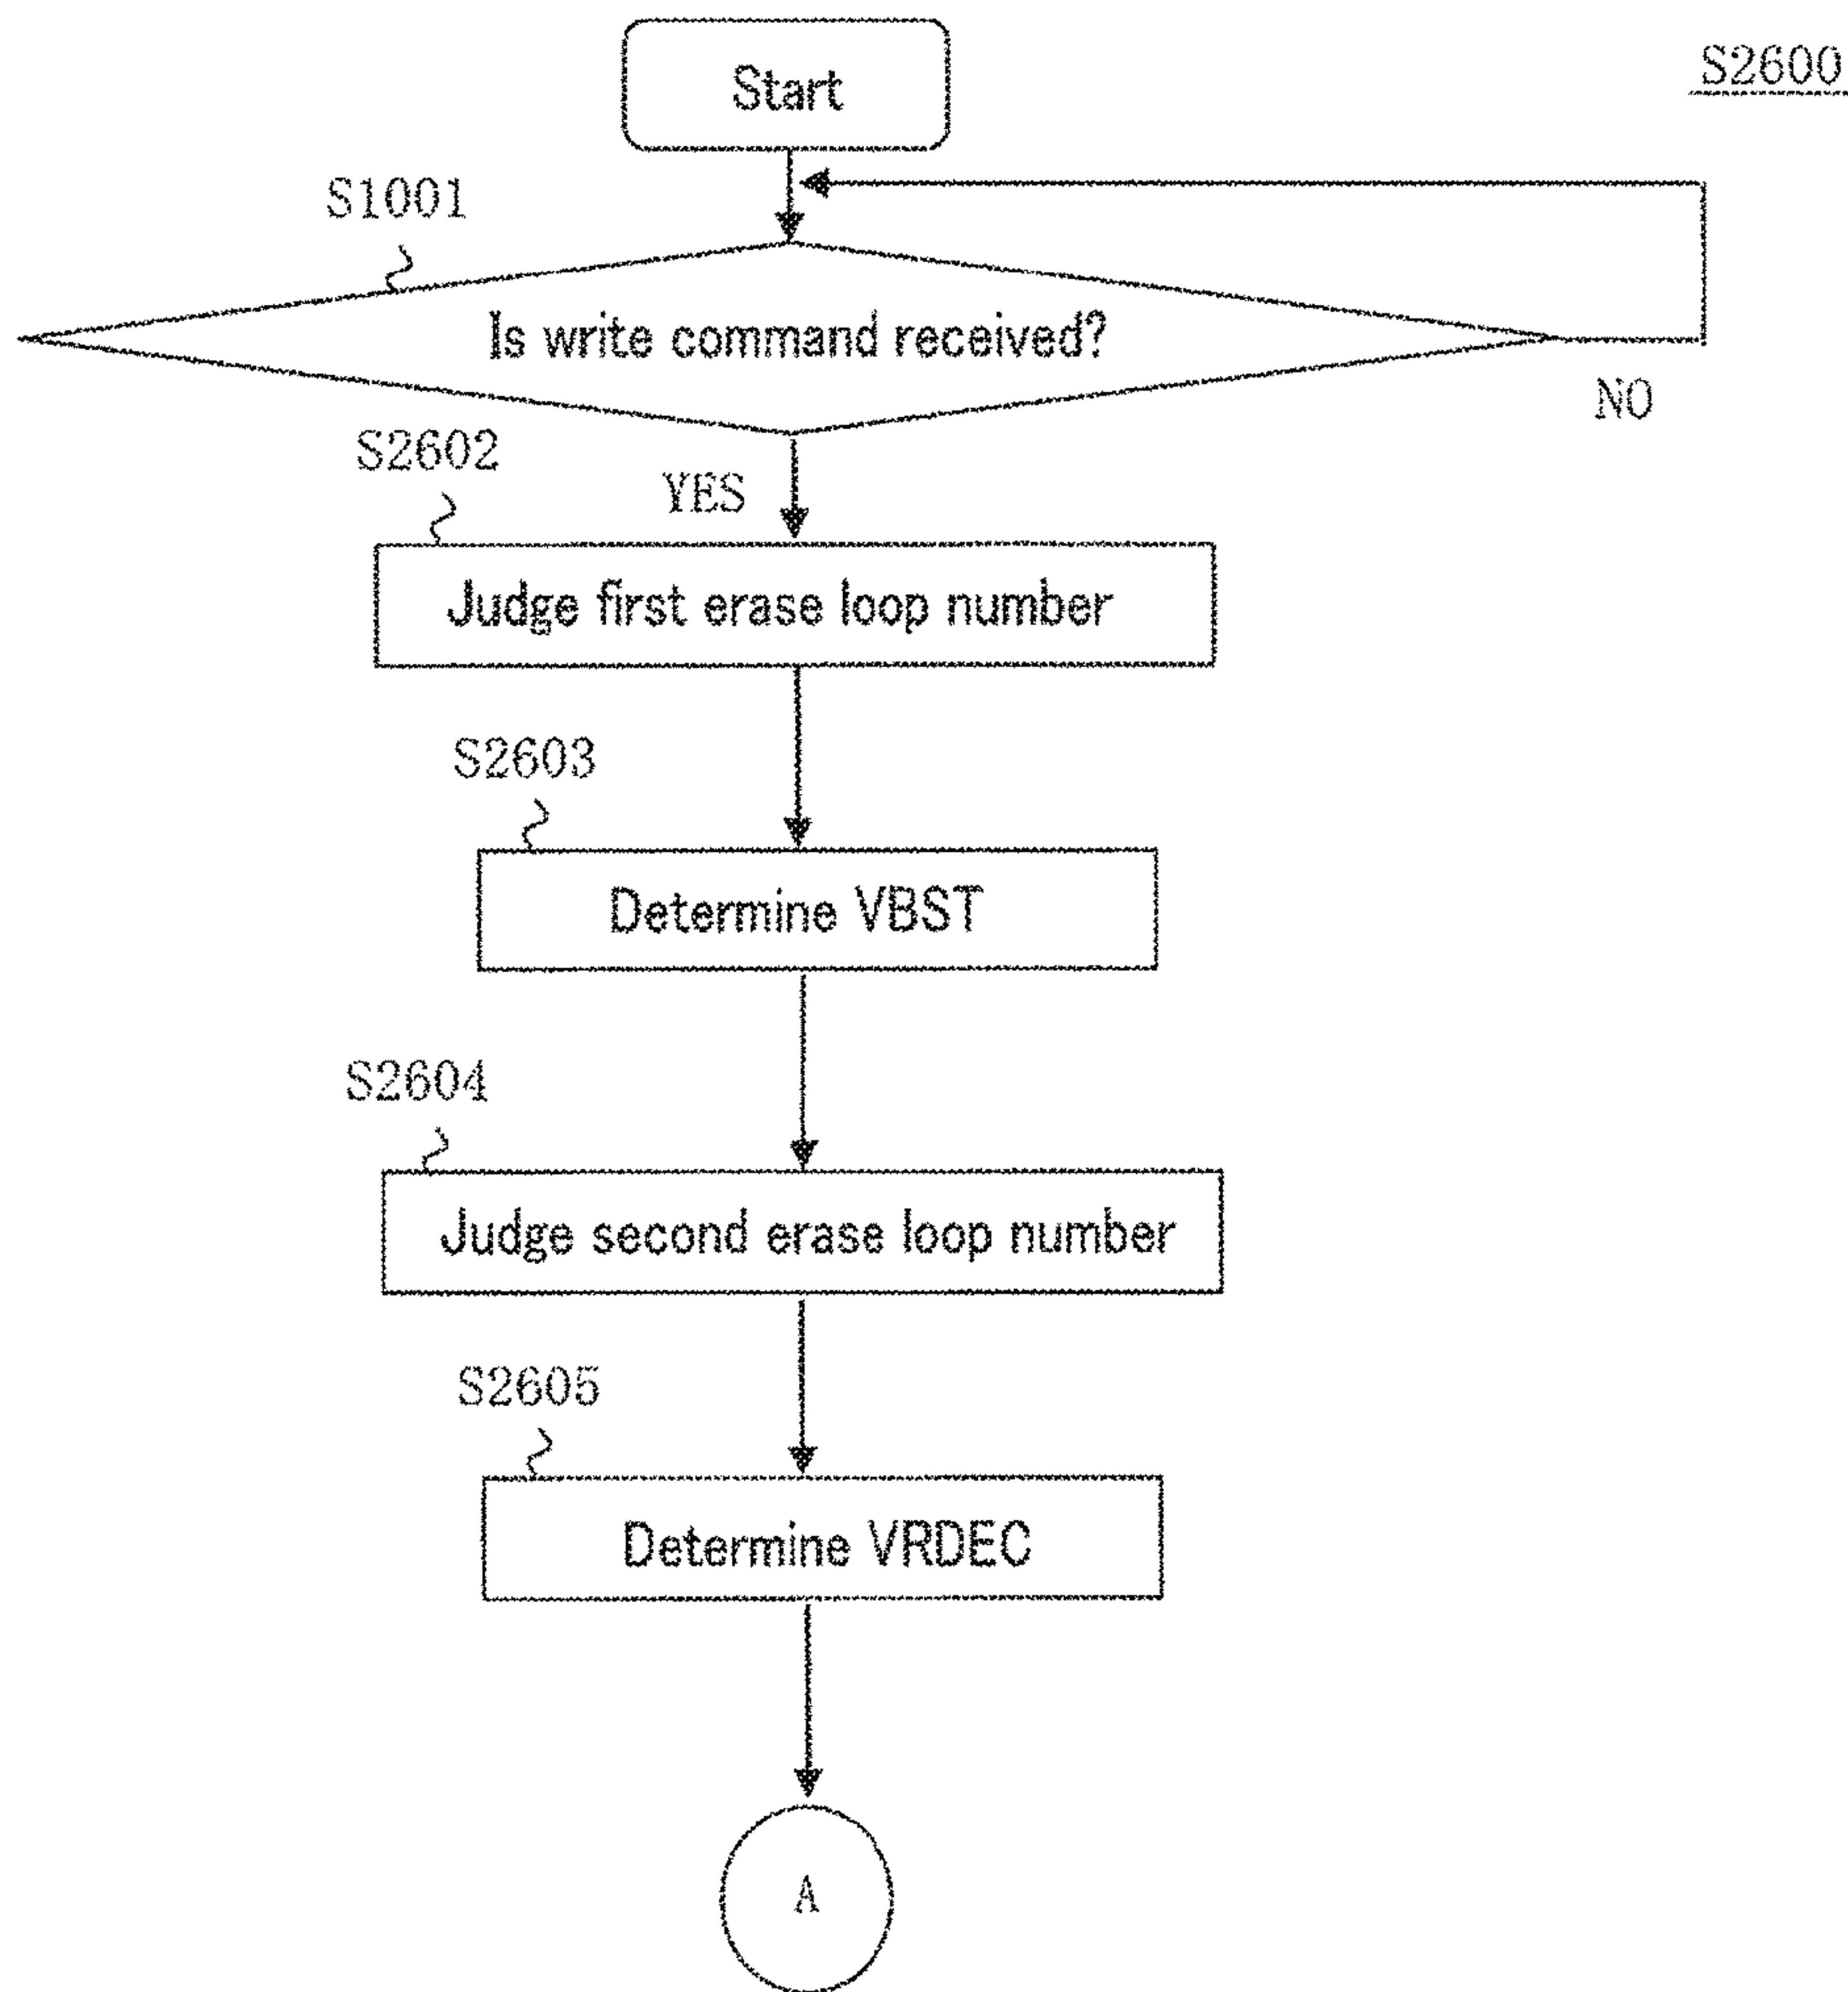 S2600
Start
S1001
Is write command received?
NO
S2602
YES
Judge first erase loop number
S2603
Determine VBST
S2604
Judge second erase loop number
S2605
Determine VRDEC
A